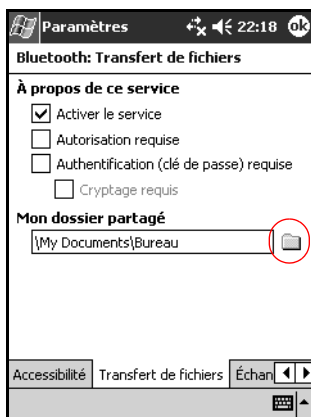 Paramètres 22:18 ok
Bluetooth: Transfert de fichiers
À propos de ce service
Activer le service
Autorisation requise
Authentification (clé de passe) requise
Cryptage requis
Mon dossier partagé
\My Documents\Bureau
Accessibilité Transfert de fichiers Échan